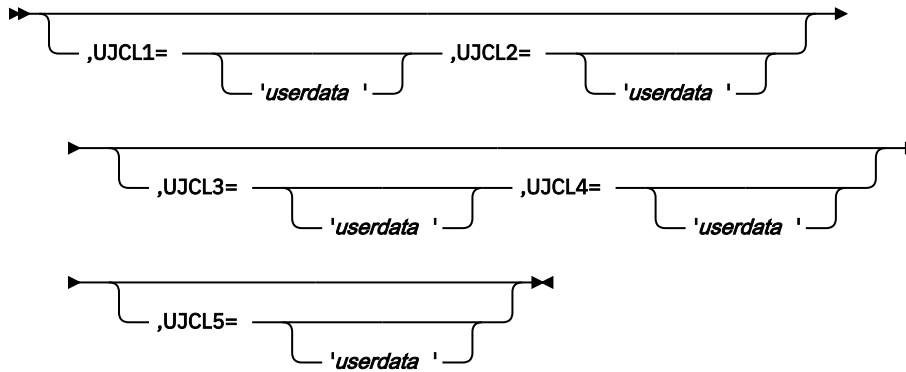 ,UJCL1= ,UJCL2=
'userdata ' 'userdata '
,UJCL3= ,UJCL4=
'userdata ' 'userdata '
,UJCL5=
'userdata '